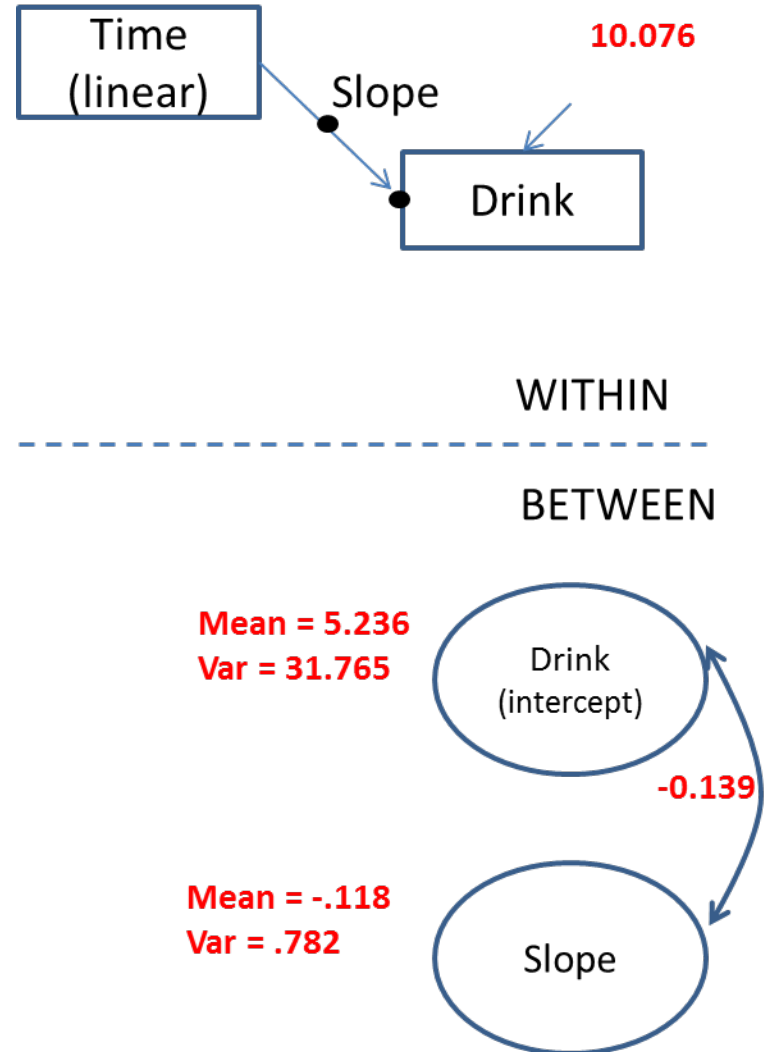 Time
(linear)
10.076
Slope
Drink
WITHIN
BETWEEN
Mean = 5.236
Var = 31.765
Drink
(intercept)
-0.139
Mean = -.118
Var = .782
Slope